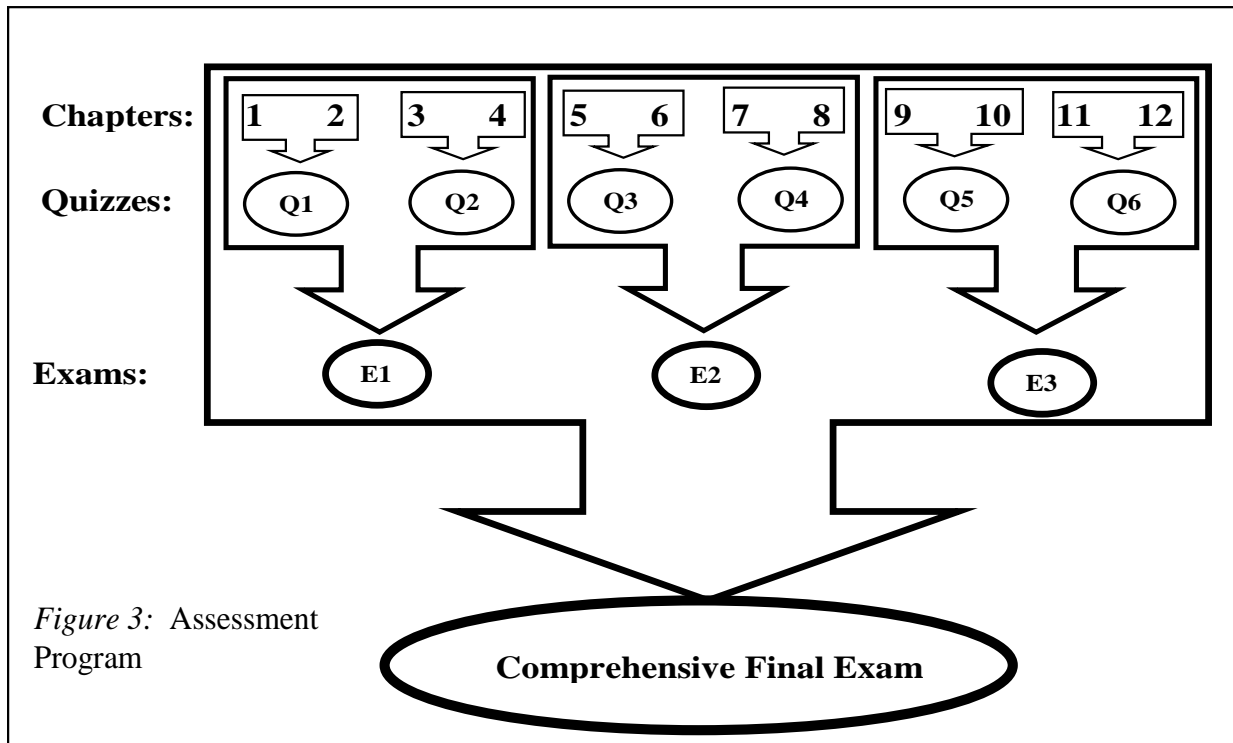 Chapters: 1 2 3 4 5 6 7 8 9 10 11 12
Quizzes: Q1 Q2 Q3 Q4 Q5 Q6
Exams: E1 E2 E3
Figure 3: Assessment
Program
Comprehensive Final Exam